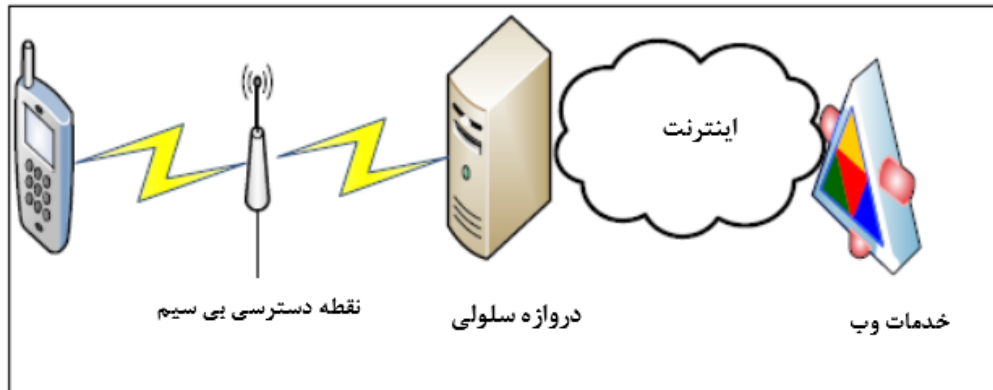 اینترنت
نقطه دسترسی بی سیم
دروازه سلولی
خدمات وب